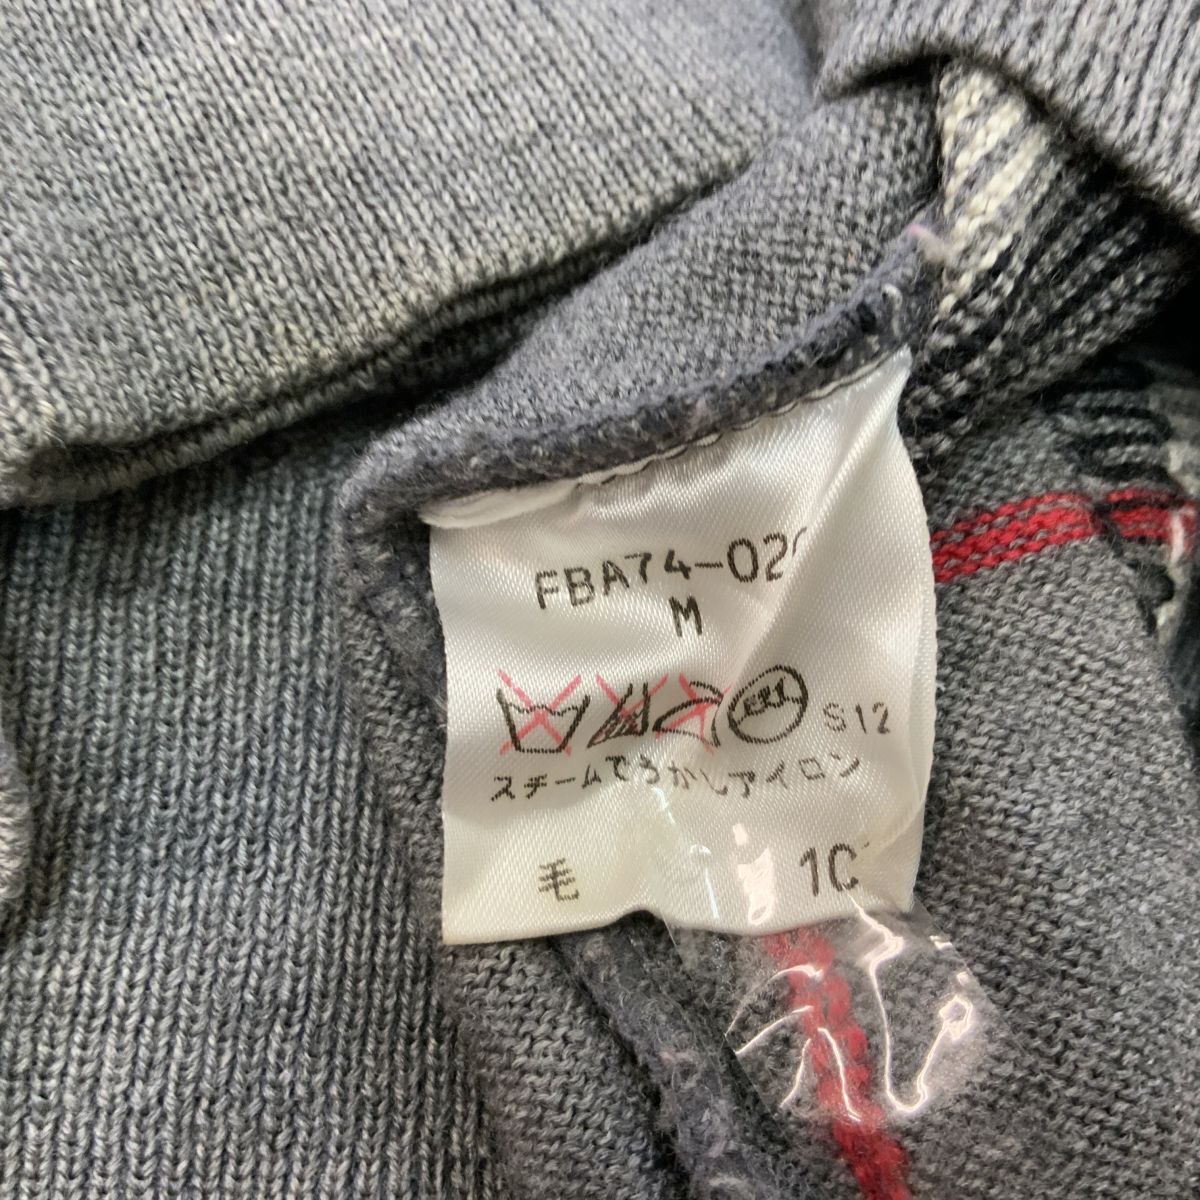 FBA74-02
M
S12
スチームでうかしアイロン
毛 10